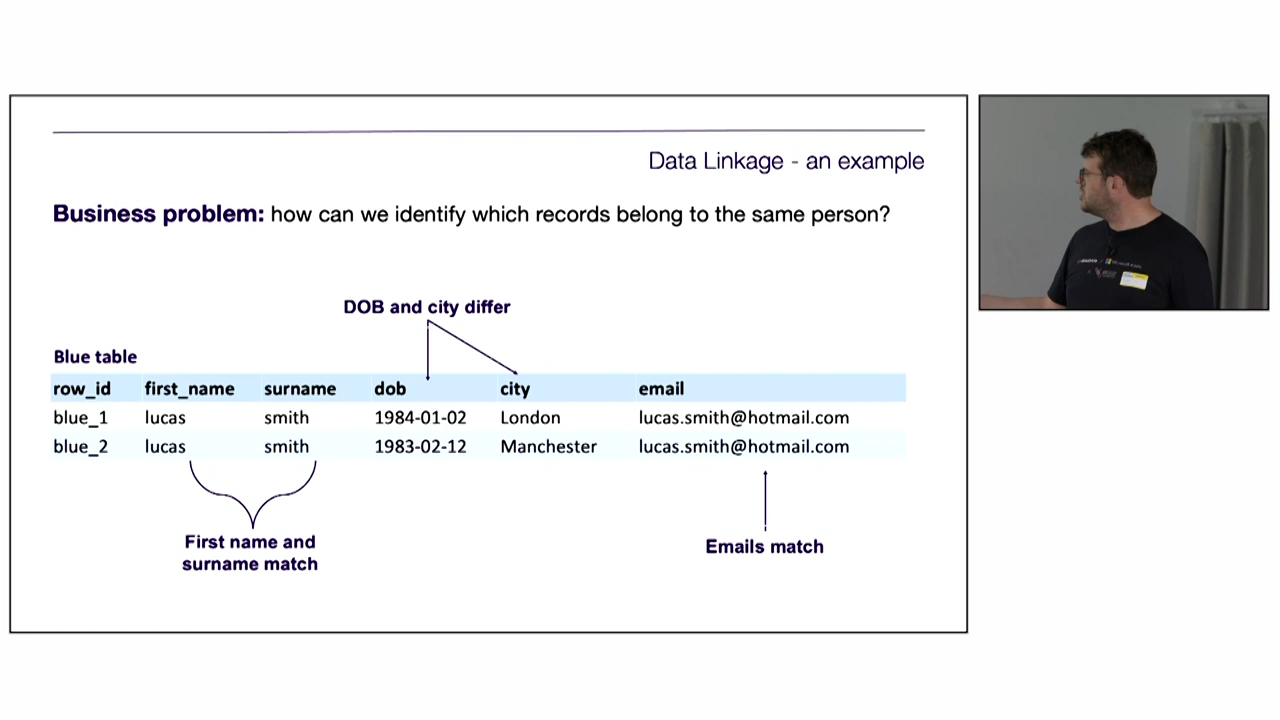 Data Linkage - an example
Business problem: how can we identify which records belong to the same person?
DOB and city differ
Blue table
row_id first_name surname dob city email
blue_1 lucas smith 1984-01-02 London lucas.smith@hotmail.com
blue_2 lucas smith 1983-02-12 Manchester lucas.smith@hotmail.com
First name and
surname match
Emails match